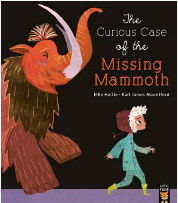 The
Curious Case
of the
Missing
Mammoth
Ellie Hattie • Karl James Mountford